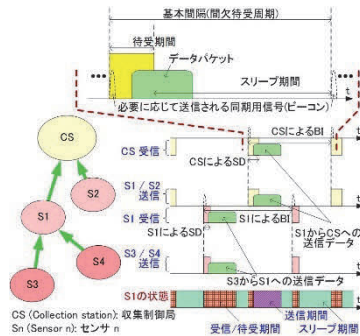 基本間隔(間欠待受周期)
待受期間
データパケット
スリープ期間
t
必要に応じて送信される同期用信号(ビーコン)
CSによるBI
CS 受信
t
CSによるSD
S1 / S2
送信
t
S1 受信
S1によるBI
S1からCSへの送信データ
t
S1によるSD
S3 / S4
送信
t
S3からS1への送信データ
S1の状態
t
送信期間
受信/待受期間
スリープ期間
CS
S2
S1
S4
S3
CS (Collection station): 収集制御局
Sn (Sensor n): センサ n